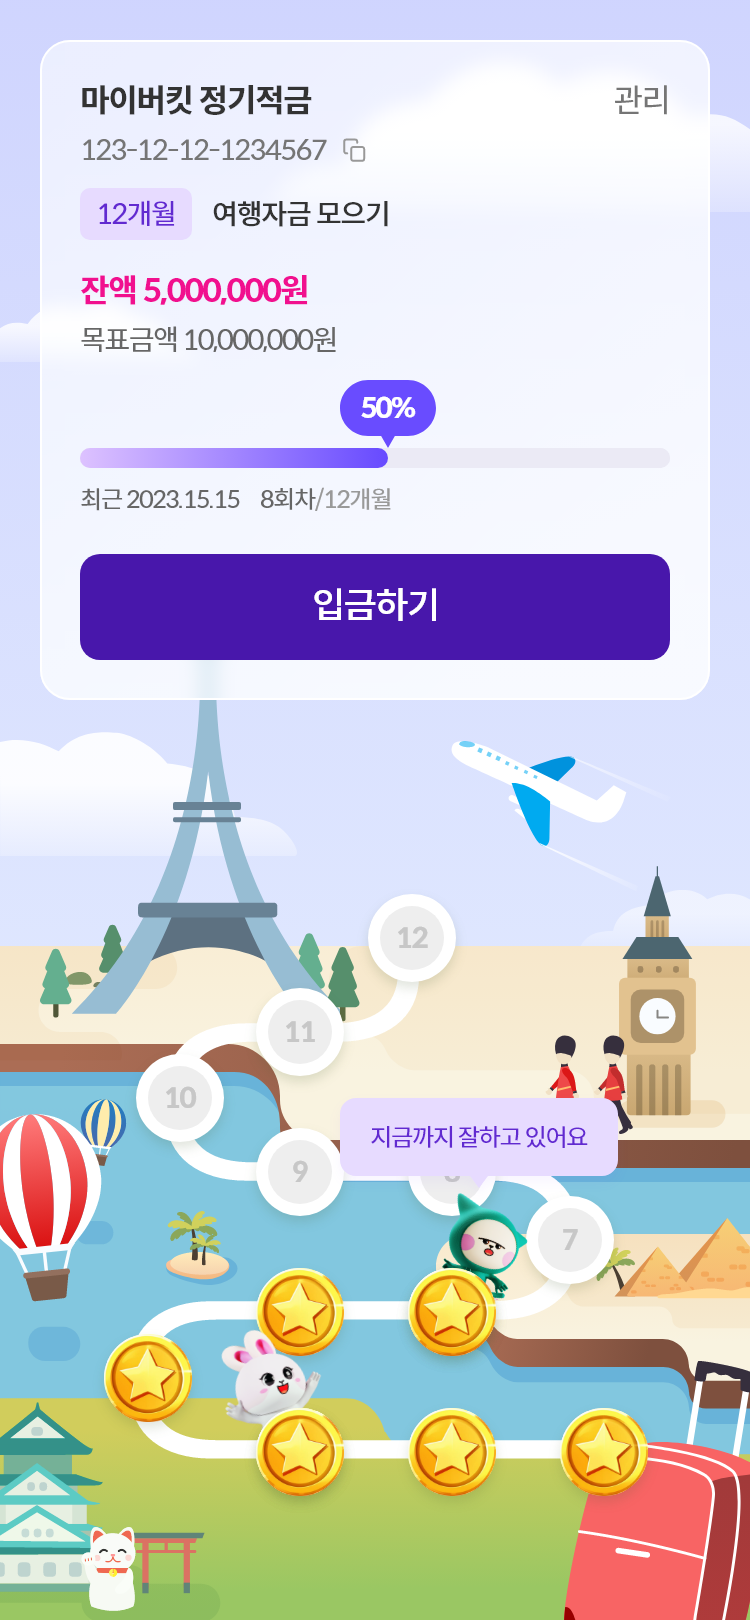 마이버킷 정기적금 관리
123-12-12-1234567
12개월 여행자금 모으기
잔액 5,000,000원
목표금액 10,000,000원
50%
최근 2023.15.15 8회차/12개월
입금하기
12
11
10
지금까지 잘하고 있어요
9
7